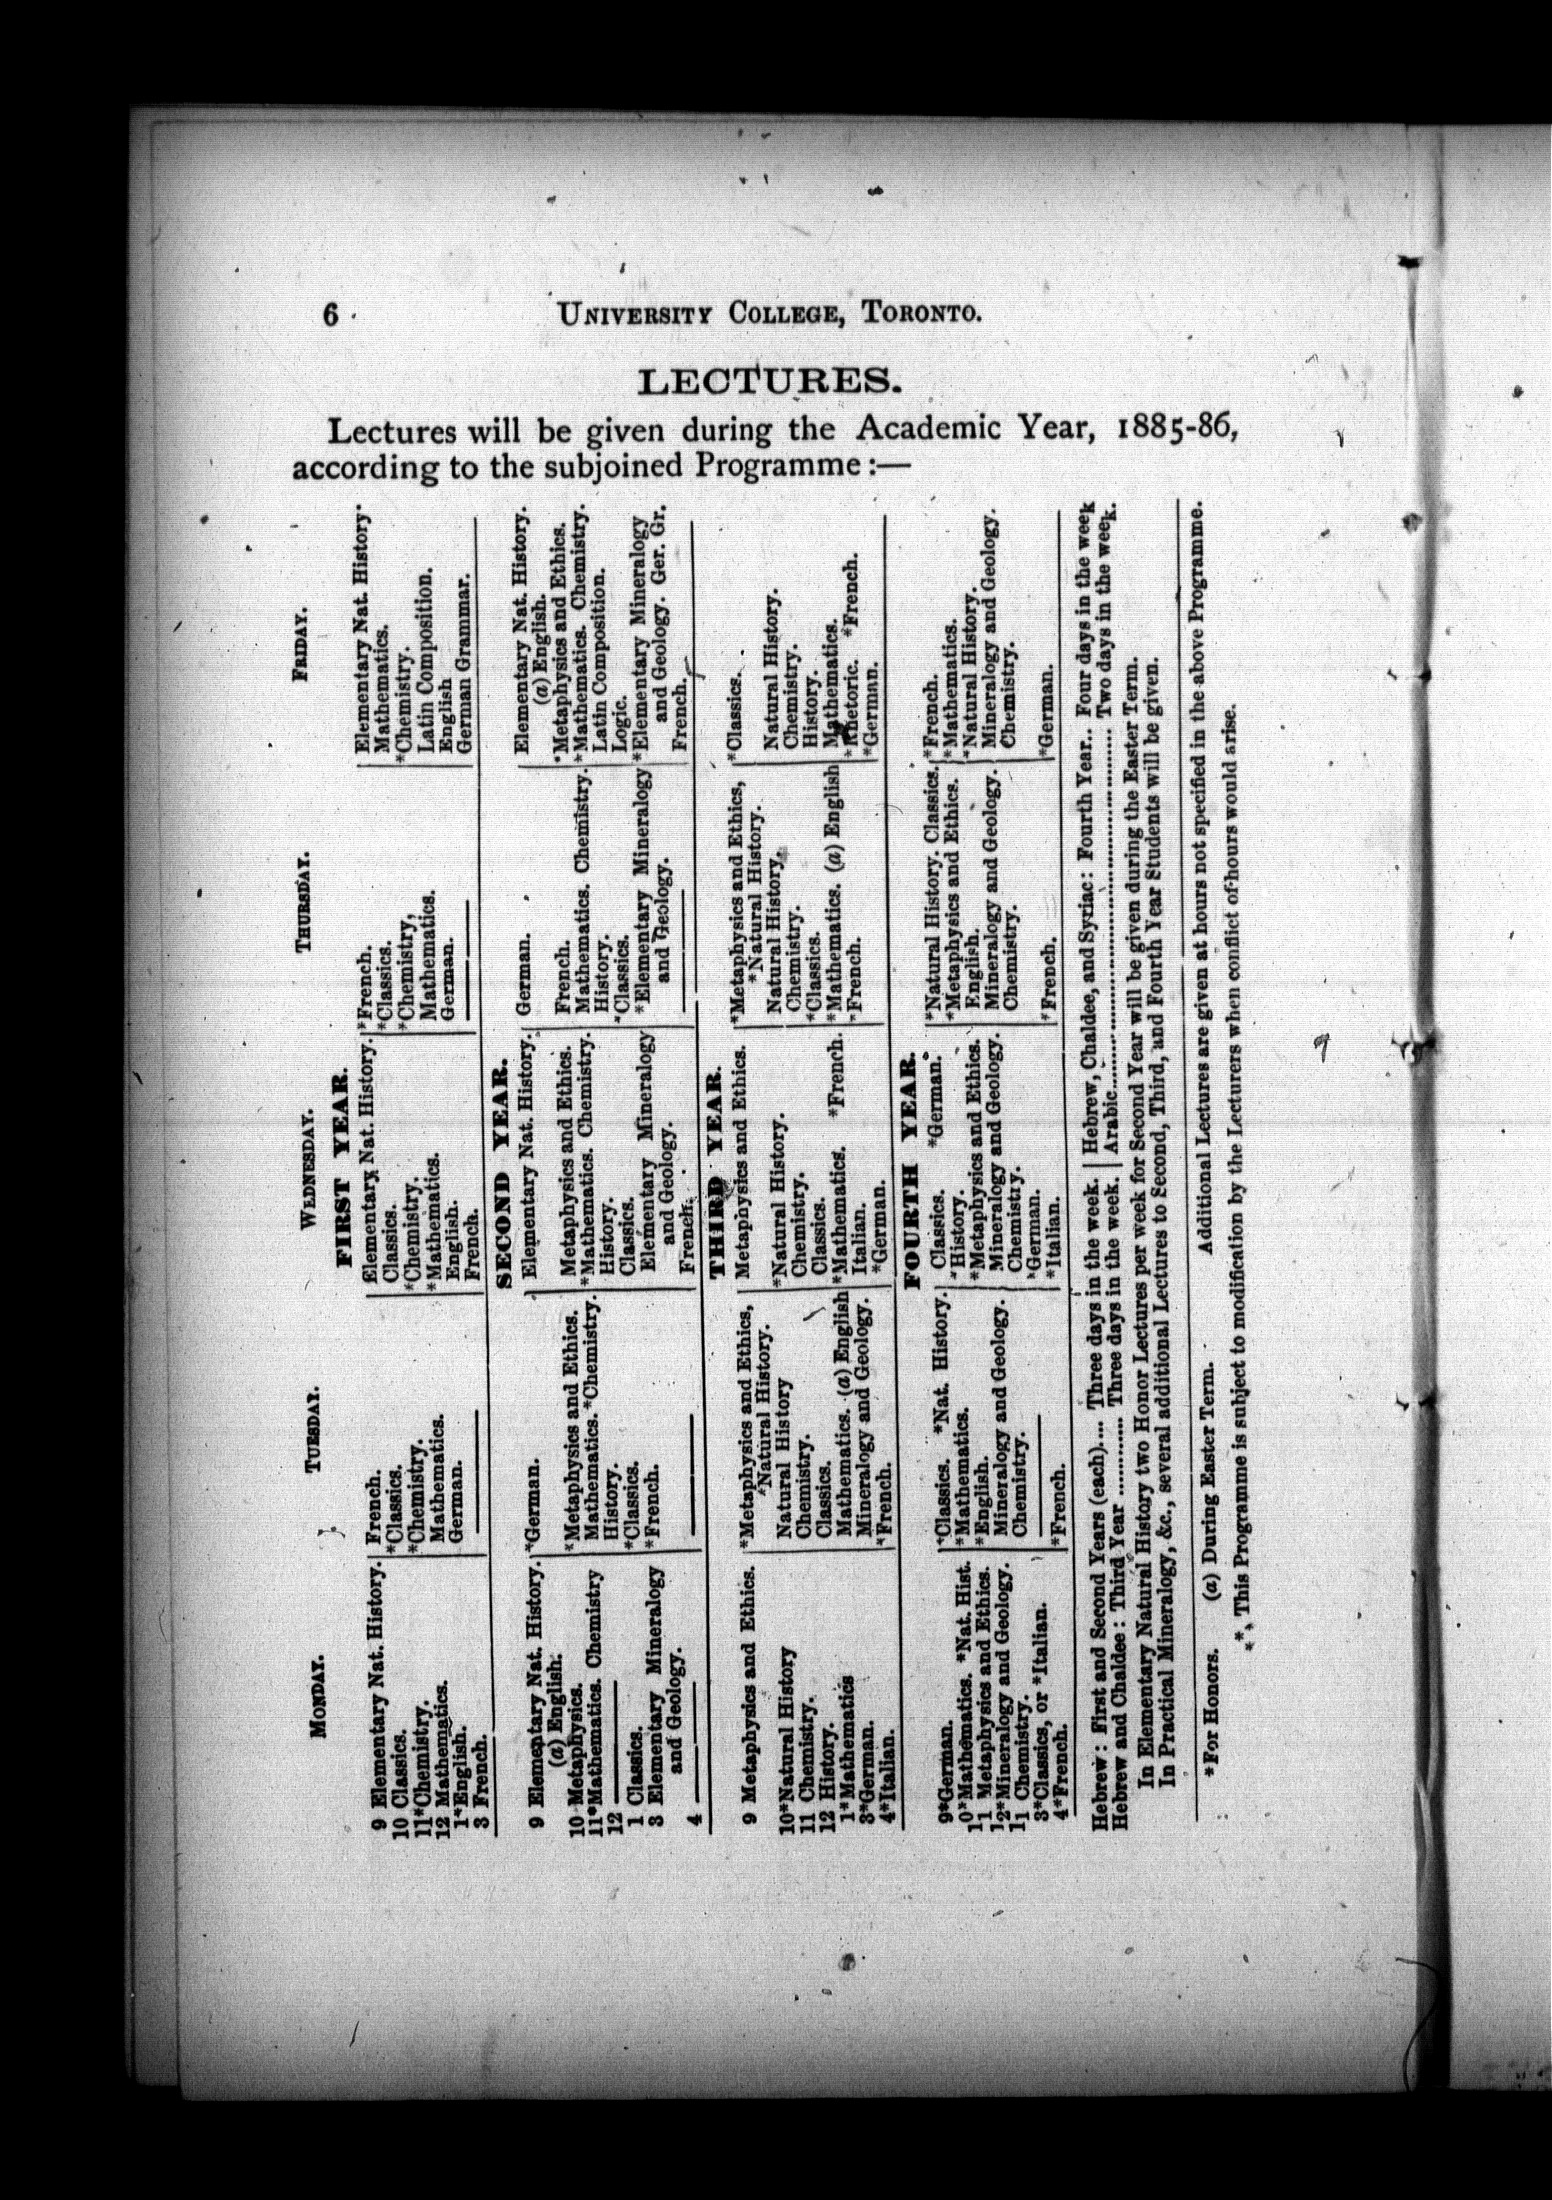 6 UNIVERSITY COLLEGE, TORONTO.
LECTURES.
Lectures will be given during the Academic Year, 1885-86,
according to the subjoined Programme :—
MONDAY. TUESDAY. WEDNESDAY. THURSDAY. FRIDAY.
FIRST YEAR.
9 Elementary Nat. History. French. Elementary Nat. History. *French. Elementary Nat. History.
10 Classics. *Classics. Classics. *Classics. Mathematics.
11*Chemistry. *Chemistry. *Chemistry. *Chemistry, *Chemistry.
12 Mathematics. Mathematics. *Mathematics. Mathematics. Latin Composition.
1*English. German. English. German. English
3 French. —— French. —— German Grammar.
SECOND YEAR.
9 Elementary Nat. History. *German. Elementary Nat. History. German. Elementary Nat. History.
(a) English. (a) English.
10 Metaphysics. *Metaphysics and Ethics. Metaphysics and Ethics. French. *Metaphysics and Ethics.
11*Mathematics. Chemistry Mathematics. *Chemistry. *Mathematics. Chemistry. Mathematics. Chemistry. *Mathematics. Chemistry.
12 —— History. History. History. Latin Composition.
1 Classics. *Classics. Classics. *Classics. Logic.
3 Elementary Mineralogy *French. Elementary Mineralogy *Elementary Mineralogy *Elementary Mineralogy
and Geology. and Geology. and Geology. and Geology. Ger. Gr.
4 —— —— French. —— French.
THIRD YEAR.
9 Metaphysics and Ethics. *Metaphysics and Ethics, Metaphysics and Ethics. *Metaphysics and Ethics, *Classics.
*Natural History. *Natural History.
10*Natural History Natural History *Natural History. Natural History. Natural History.
11 Chemistry. Chemistry. Chemistry. Chemistry. Chemistry.
12 History. Classics. Classics. *Classics. History.
1*Mathematics Mathematics. (a) English *Mathematics. *French. *Mathematics. (a) English Mathematics.
3*German. Mineralogy and Geology. Italian. *French. *Rhetoric. *French.
4*Italian. *French. *German. *German.
FOURTH YEAR.
9*German. *Classics. *Nat. History. Classics. *German. *Natural History. Classics. *French.
10*Mathematics. *Nat. Hist. *Mathematics. *History. *Metaphysics and Ethics. *Mathematics.
11 Metaphysics and Ethics. *English. *Metaphysics and Ethics. English. *Natural History.
12*Mineralogy and Geology. Mineralogy and Geology. Mineralogy and Geology. Mineralogy and Geology. Mineralogy and Geology.
11 Chemistry. Chemistry. Chemistry. Chemistry. Chemistry.
3*Classics, or *Italian. —— *German.
4*French. *French. *Italian. *French. *German.
Hebrew: First and Second Years (each)..... Three days in the week. | Hebrew, Chaldee, and Syriac: Fourth Year.. Four days in the week
Hebrew and Chaldee: Third Year ............ Three days in the week. | Arabic.......... Two days in the week.
In Elementary Natural History two Honor Lectures per week for Second Year will be given during the Easter Term.
In Practical Mineralogy, &c., several additional Lectures to Second, Third, and Fourth Year Students will be given.
*For Honors. (a) During Easter Term. Additional Lectures are given at hours not specified in the above Programme.
*** This Programme is subject to modification by the Lecturers when conflict of hours would arise.